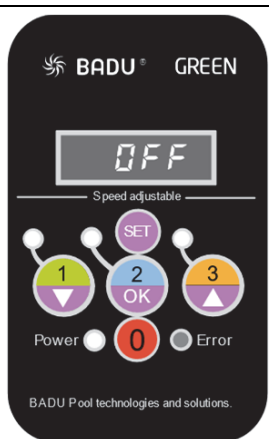 BADU® GREEN
OFF
Speed adjustable
SET
1 2 3
OK
Power 0 Error
BADU Pool technologies and solutions.